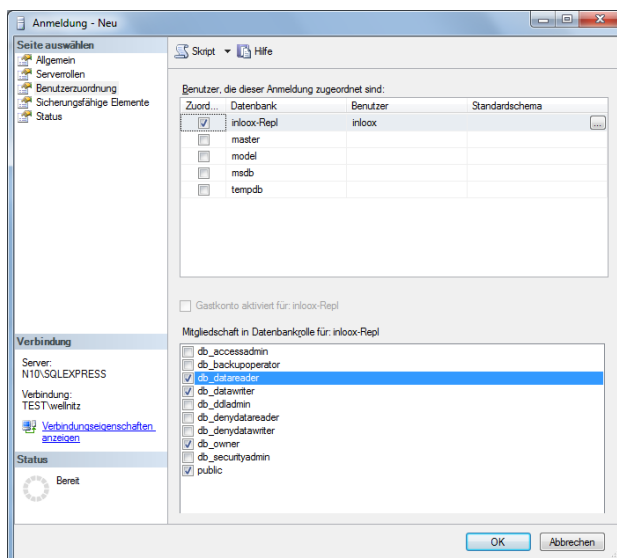 Anmeldung - Neu
Seite auswählen
Allgemein
Serverrollen
Benutzerzuordnung
Sicherungsfähige Elemente
Status
Skript Hilfe
Benutzer, die dieser Anmeldung zugeordnet sind:
Zuord... Datenbank Benutzer Standardschema
inloox-Repl inloox ...
master
model
msdb
tempdb
Gastkonto aktiviert für: inloox-Repl
Mitgliedschaft in Datenbankrolle für: inloox-Repl
db_accessadmin
db_backupoperator
db_datareader
db_datawriter
db_ddladmin
db_denydatareader
db_denydatawriter
db_owner
db_securityadmin
public
Verbindung
Server:
N10\SQLEXPRESS
Verbindung:
TEST\wellnitz
Verbindungseigenschaften
anzeigen
Status
Bereit
OK Abbrechen